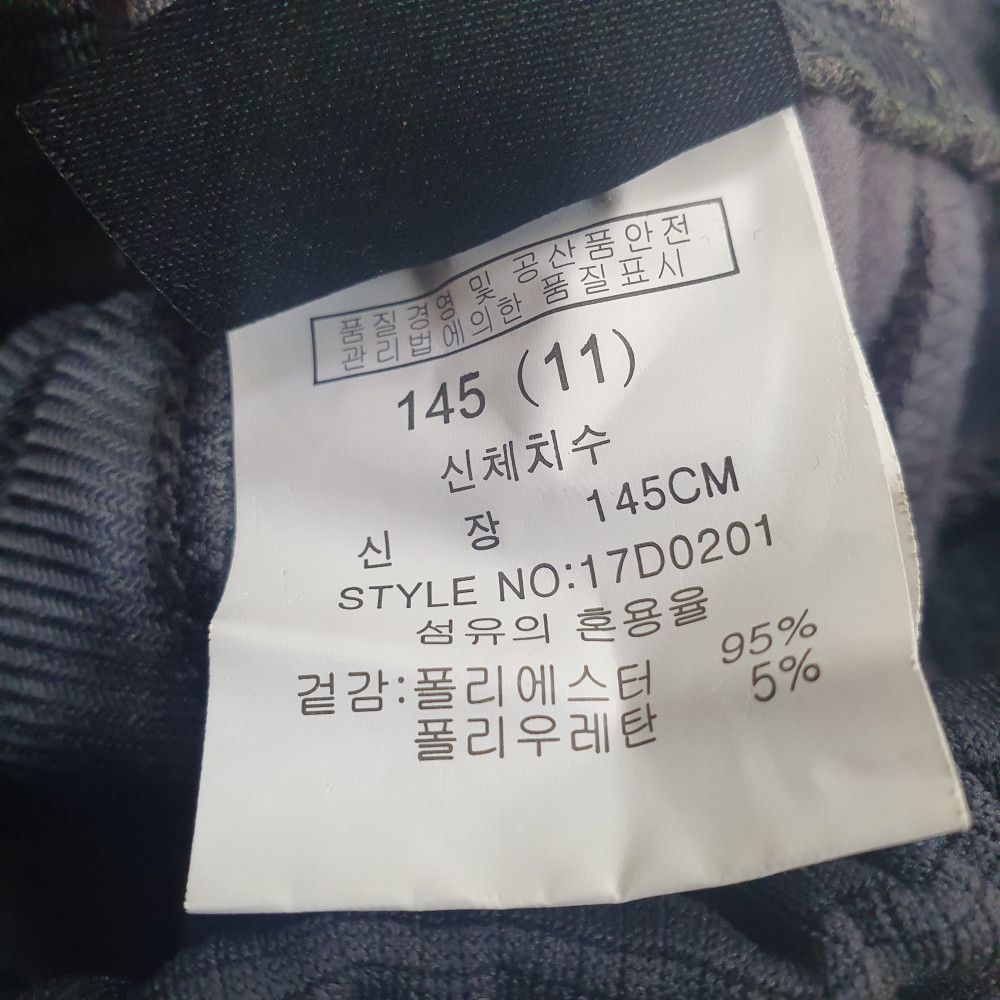 품질경영 및 공산품안전
관리법에의한 품질표시
145 (11)
신체치수
신 장 145CM
STYLE NO:17D0201
섬유의 혼용율
겉감:폴리에스터 95%
폴리우레탄 5%